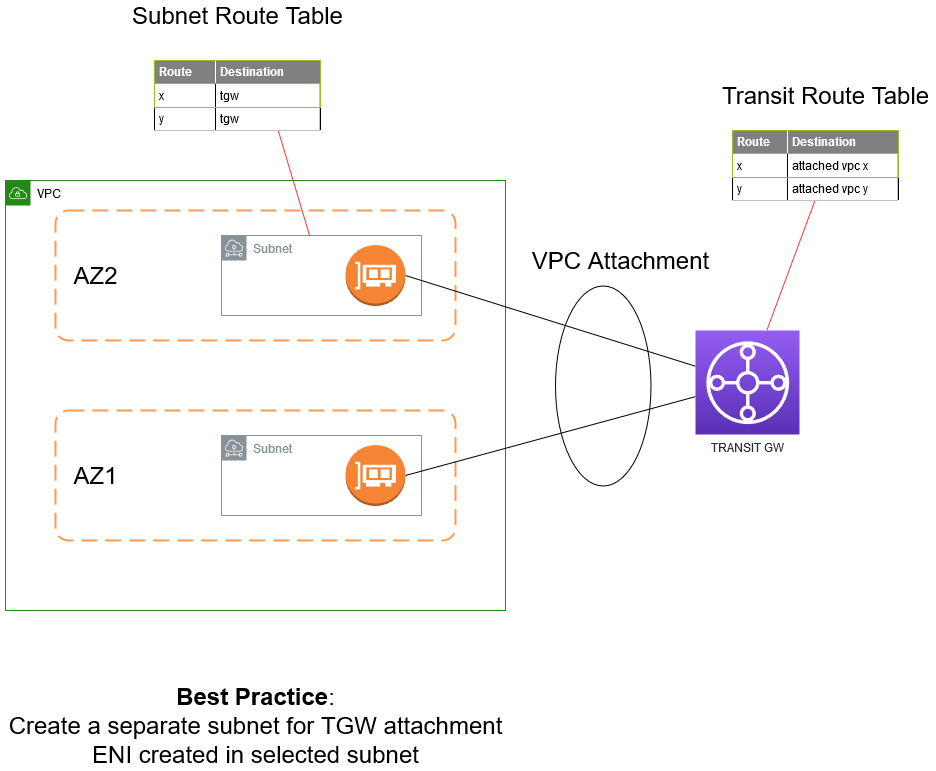 Subnet Route Table
Route Destination
x tgw
y tgw
Transit Route Table
Route Destination
x attached vpc x
y attached vpc y
VPC
AZ2
Subnet
VPC Attachment
TRANSIT GW
AZ1
Subnet
Best Practice:
Create a separate subnet for TGW attachment
ENI created in selected subnet